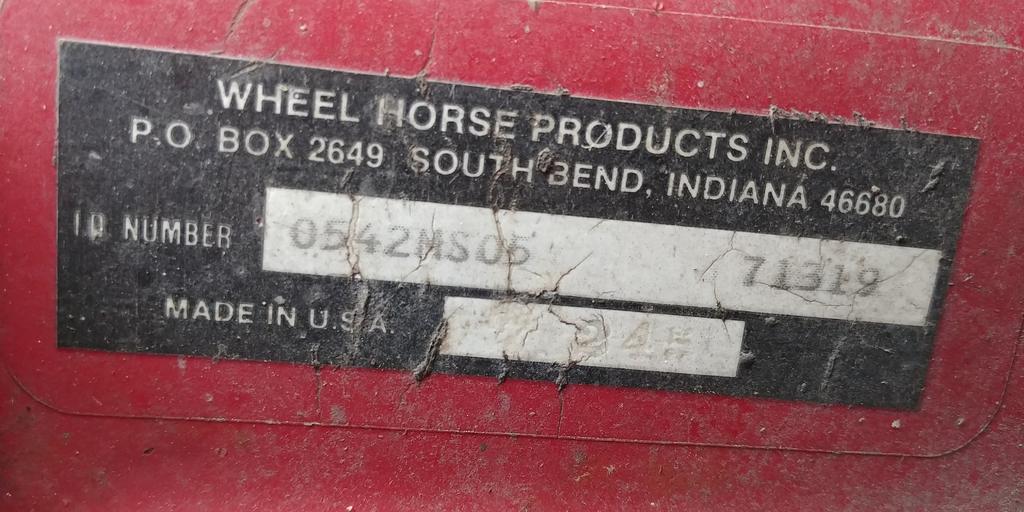 WHEEL HORSE PRODUCTS INC.
P.O. BOX 2649 SOUTH BEND, INDIANA 46680
ID NUMBER 0542MS05 71319
MADE IN U.S.A.